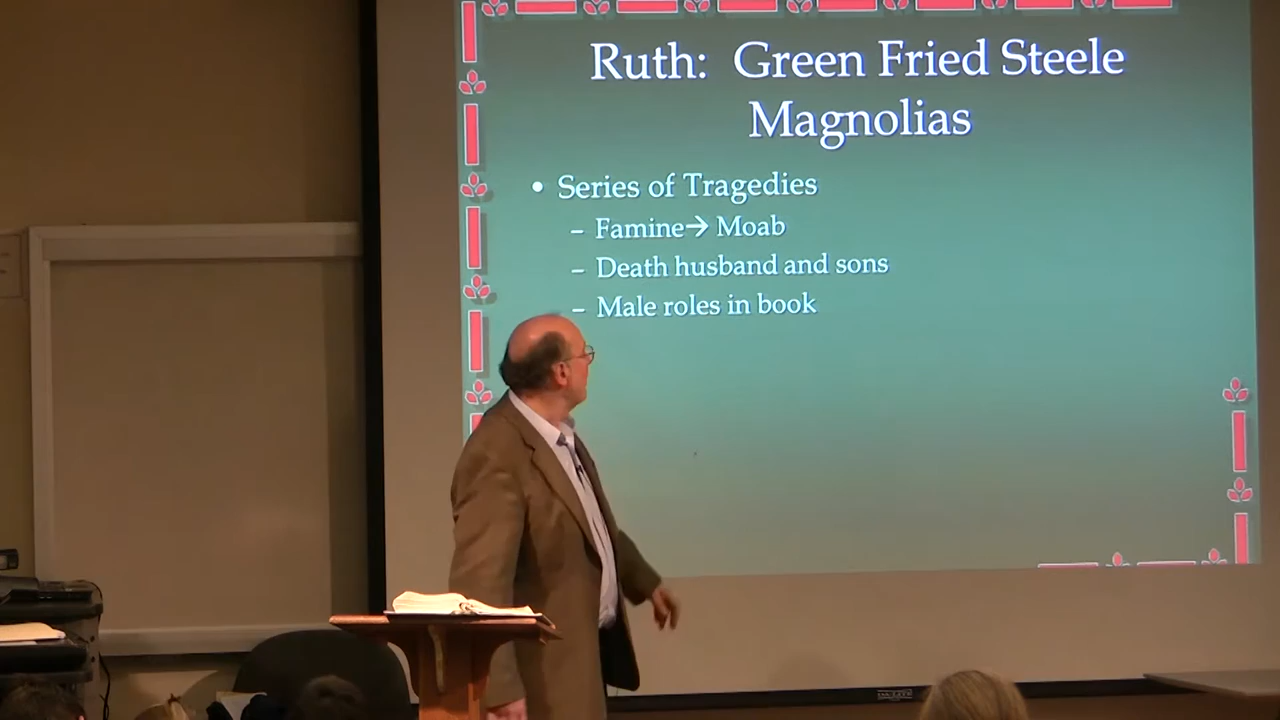 Ruth:  Green Fried Steele
Magnolias
• Series of Tragedies
– Famine→ Moab
– Death husband and sons
– Male roles in book